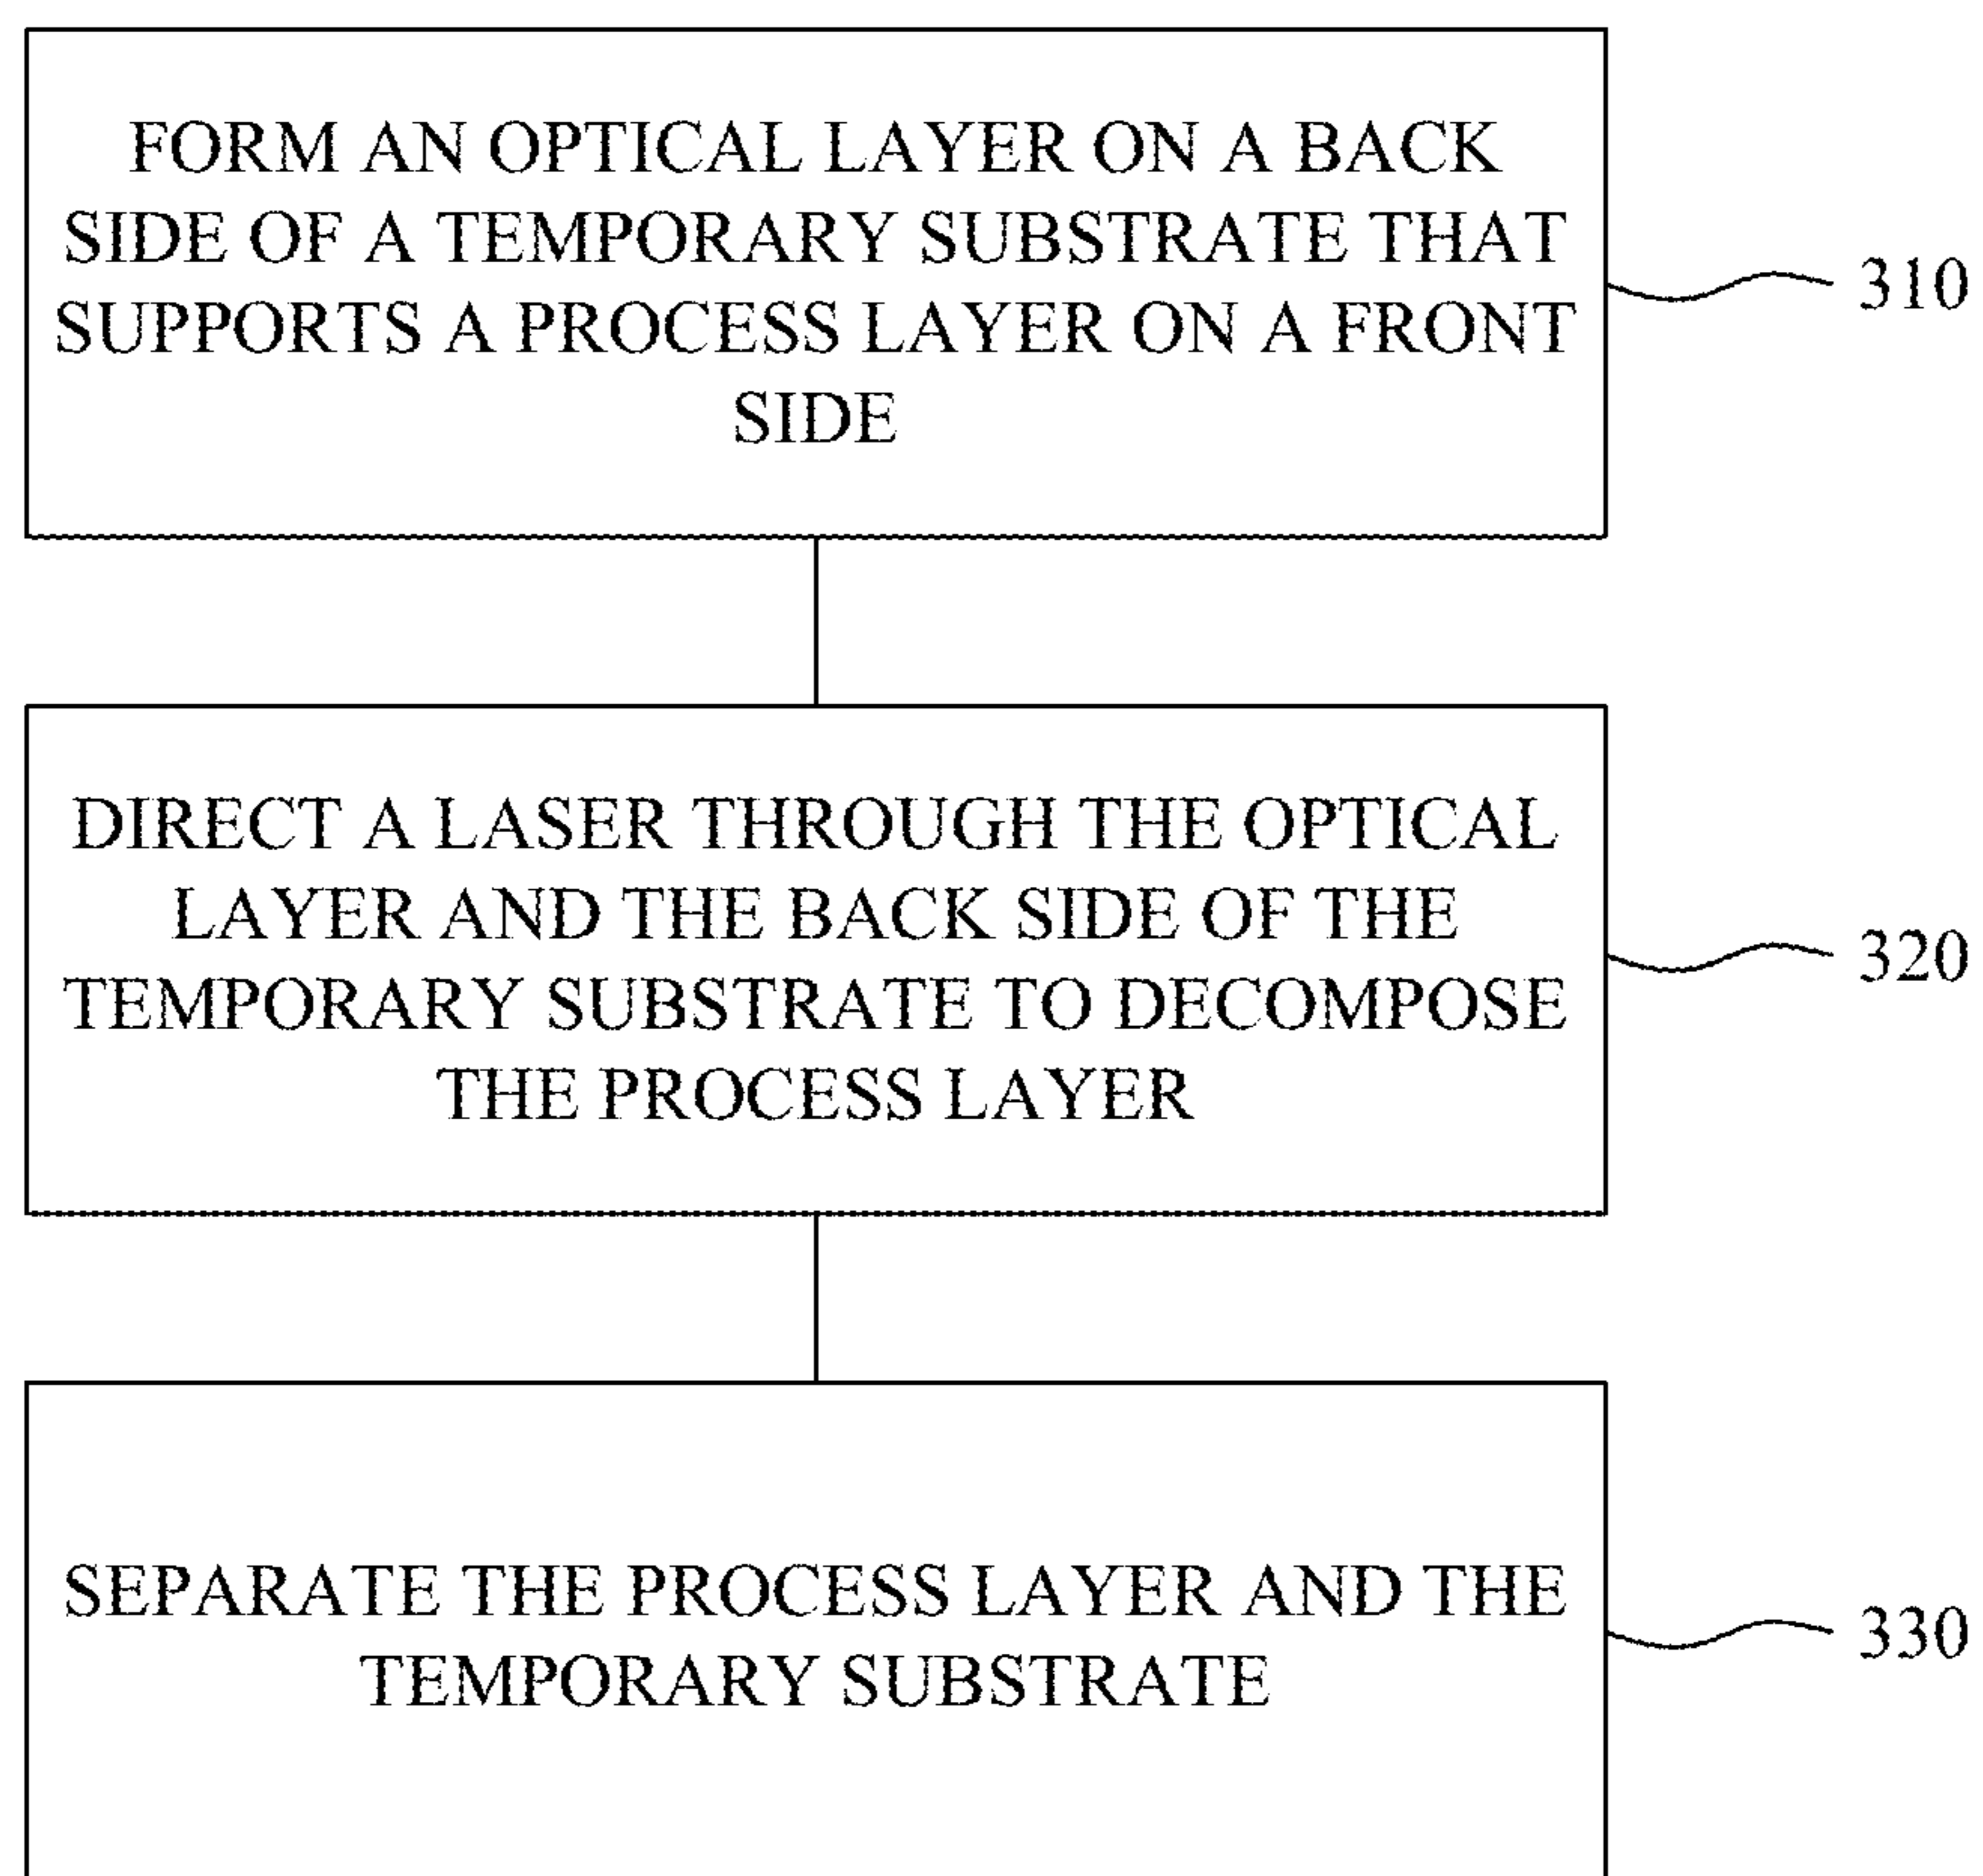 FORM AN OPTICAL LAYER ON A BACK
SIDE OF A TEMPORARY SUBSTRATE THAT
SUPPORTS A PROCESS LAYER ON A FRONT
SIDE
310
DIRECT A LASER THROUGH THE OPTICAL
LAYER AND THE BACK SIDE OF THE
TEMPORARY SUBSTRATE TO DECOMPOSE
THE PROCESS LAYER
320
SEPARATE THE PROCESS LAYER AND THE
TEMPORARY SUBSTRATE
330